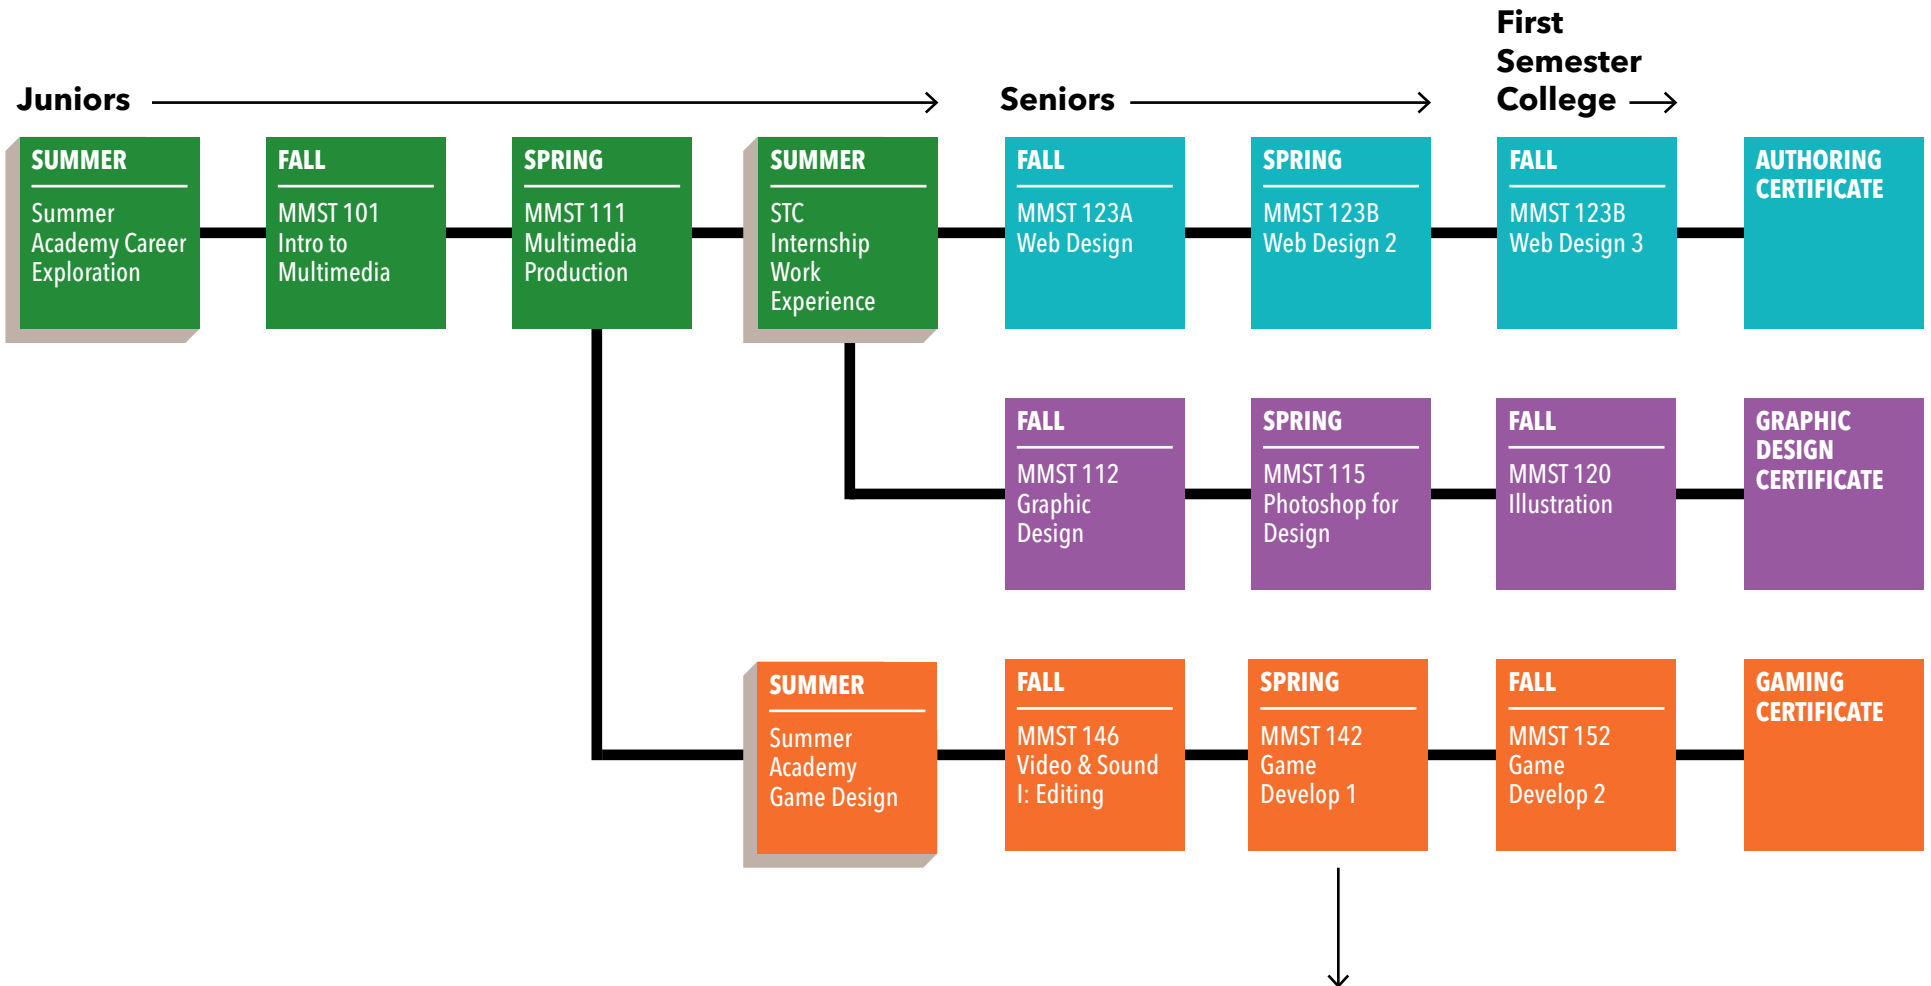 First
Semester
College
Juniors
Seniors
SUMMER
Summer
Academy Career
Exploration
FALL
MMST 101
Intro to
Multimedia
SPRING
MMST 111
Multimedia
Production
SUMMER
STC
Internship
Work
Experience
FALL
MMST 123A
Web Design
SPRING
MMST 123B
Web Design 2
FALL
MMST 123B
Web Design 3
AUTHORING
CERTIFICATE
FALL
MMST 112
Graphic
Design
SPRING
MMST 115
Photoshop for
Design
FALL
MMST 120
Illustration
GRAPHIC
DESIGN
CERTIFICATE
SUMMER
Summer
Academy
Game Design
FALL
MMST 146
Video & Sound
I: Editing
SPRING
MMST 142
Game
Develop 1
FALL
MMST 152
Game
Develop 2
GAMING
CERTIFICATE